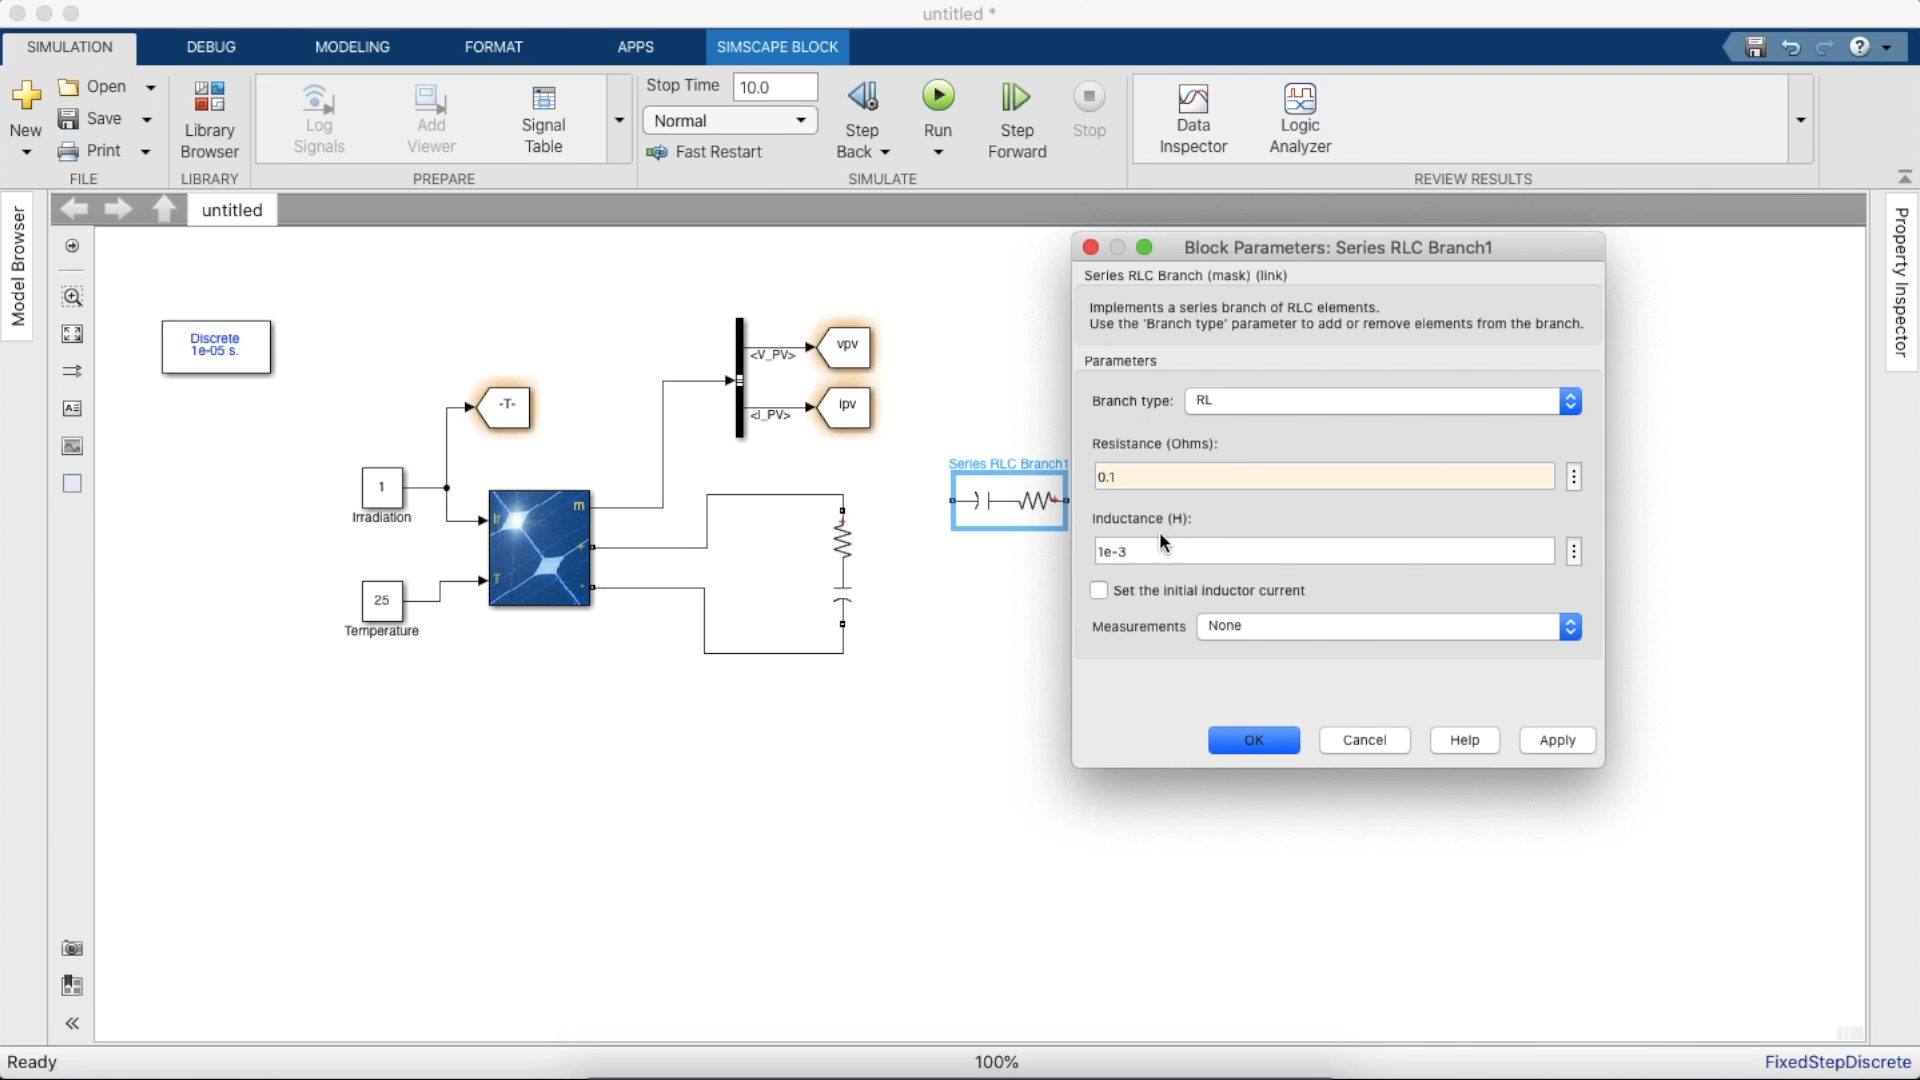 untitled *
SIMULATION
DEBUG
MODELING
FORMAT
APPS
SIMSCAPE BLOCK
New
Open
Save
Print
FILE
Library
Browser
LIBRARY
Log
Signals
Add
Viewer
Signal
Table
PREPARE
Stop Time
10.0
Normal
Fast Restart
Step
Back
Run
Step
Forward
Stop
SIMULATE
Data
Inspector
Logic
Analyzer
REVIEW RESULTS
Model Browser
untitled
Property Inspector
Discrete
1e-05 s.
-T-
1
Irradiation
25
Temperature
Ir
T
m
+
-
<V_PV>
vpv
<I_PV>
ipv
Series RLC Branch1
Block Parameters: Series RLC Branch1
Series RLC Branch (mask) (link)
Implements a series branch of RLC elements.
Use the 'Branch type' parameter to add or remove elements from the branch.
Parameters
Branch type:
RL
Resistance (Ohms):
0.1
Inductance (H):
1e-3
Set the initial inductor current
Measurements
None
OK
Cancel
Help
Apply
Ready
100%
FixedStepDiscrete